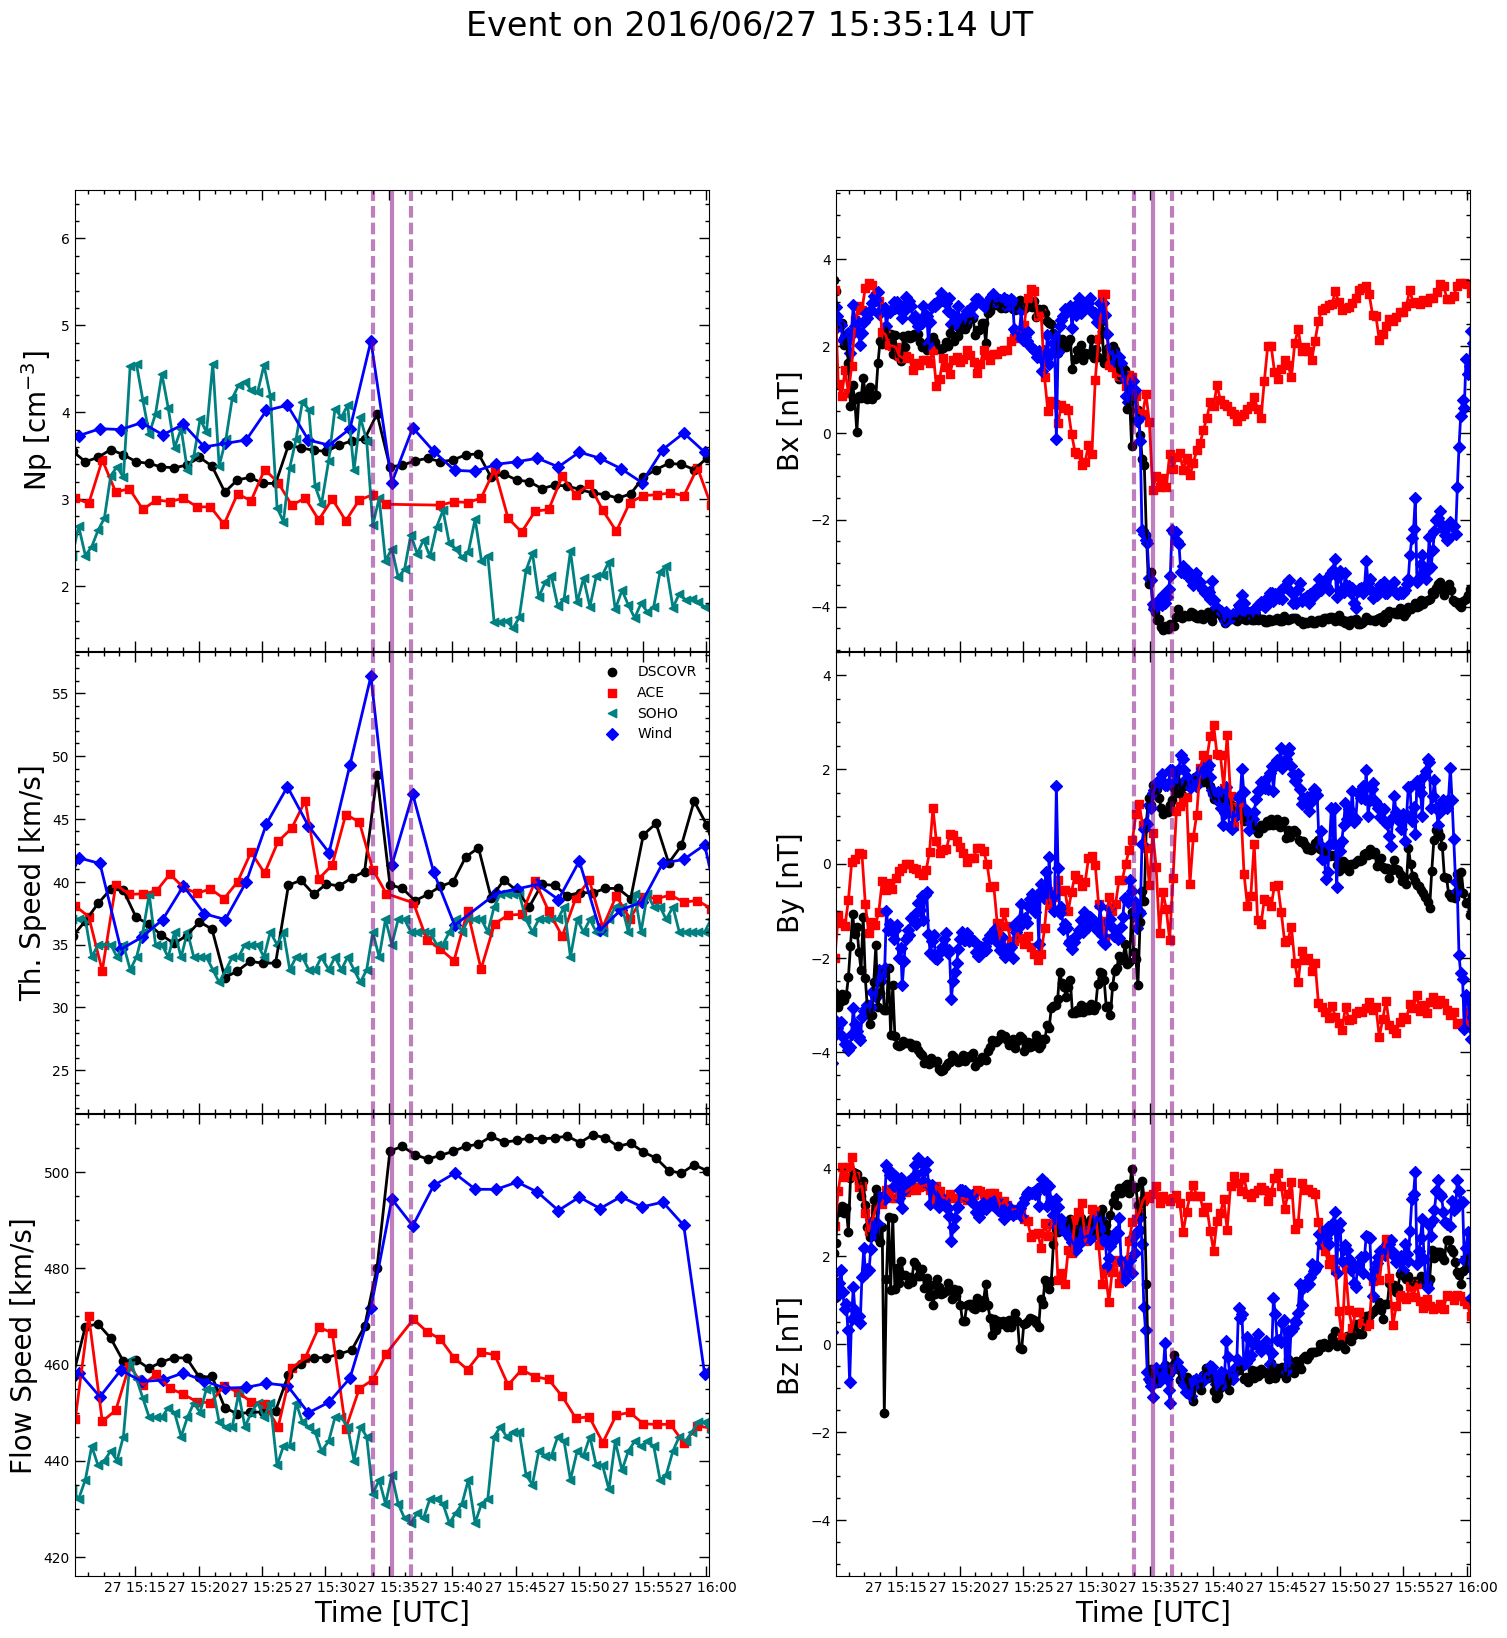 Event on 2016/06/27 15:35:14 UT
Np [cm⁻³]
6
5
4
3
2
Th. Speed [km/s]
55
50
45
40
35
30
25
DSCOVR
ACE
SOHO
Wind
Flow Speed [km/s]
500
480
460
440
420
27 15:15 27 15:20 27 15:25 27 15:30 27 15:35 27 15:40 27 15:45 27 15:50 27 15:55 27 16:00
Time [UTC]
Bx [nT]
4
2
0
−2
−4
By [nT]
4
2
0
−2
−4
Bz [nT]
4
2
0
−2
−4
27 15:15 27 15:20 27 15:25 27 15:30 27 15:35 27 15:40 27 15:45 27 15:50 27 15:55 27 16:00
Time [UTC]